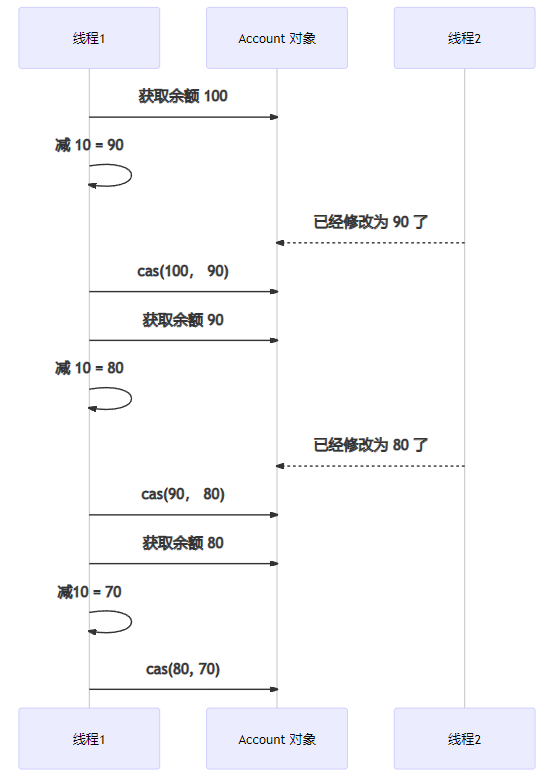 线程1
Account 对象
线程2
获取余额 100
减 10 = 90
已经修改为 90 了
cas(100， 90)
获取余额 90
减 10 = 80
已经修改为 80 了
cas(90， 80)
获取余额 80
减10 = 70
cas(80, 70)
线程1
Account 对象
线程2